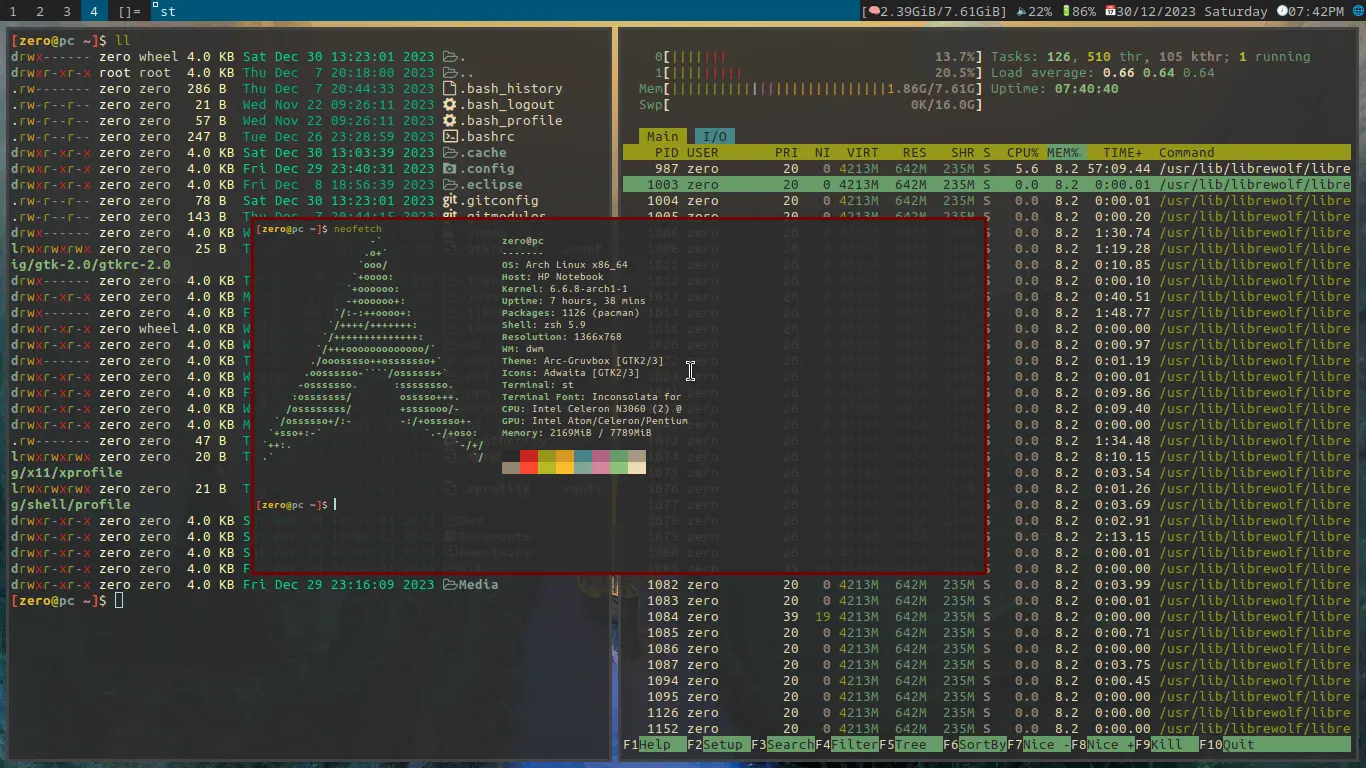 1 2 3 4 []= st [🧠2.39GiB/7.61GiB] 🔉22% 🔋86% 📅30/12/2023 Saturday 🕖07:42PM
[zero@pc ~]$ ll
drwx------ zero wheel 4.0 KB Sat Dec 30 13:23:01 2023 .
drwxr-xr-x root root 4.0 KB Thu Dec 7 20:18:00 2023 ..
.rw------- zero zero 286 B Thu Dec 7 20:44:33 2023 .bash_history
.rw-r--r-- zero zero 21 B Wed Nov 22 09:26:11 2023 .bash_logout
.rw-r--r-- zero zero 57 B Wed Nov 22 09:26:11 2023 .bash_profile
.rw-r--r-- zero zero 247 B Tue Dec 26 23:28:59 2023 .bashrc
drwxr-xr-x zero zero 4.0 KB Sat Dec 30 13:03:39 2023 .cache
drwxr-xr-x zero zero 4.0 KB Fri Dec 29 23:40:31 2023 .config
drwxr-xr-x zero zero 4.0 KB Fri Dec 8 18:56:39 2023 .eclipse
.rw-r--r-- zero zero 78 B Sat Dec 30 13:23:01 2023 .gitconfig
.rw-r--r-- zero zero 143 B Thu Dec 7 20:44:15 2023 .gitmodules
drwx------ zero zero 4.0 KB
lrwxrwxrwx zero zero 25 B
ig/gtk-2.0/gtkrc-2.0
drwx------ zero zero 4.0 KB
drwxr-xr-x zero zero 4.0 KB
drwx------ zero zero 4.0 KB
drwx------ zero wheel 4.0 KB
drwx------ zero zero 4.0 KB
drwxr-xr-x zero zero 4.0 KB
drwxr-xr-x zero zero 4.0 KB
drwxr-xr-x zero zero 4.0 KB
drwxr-xr-x zero zero 4.0 KB
drwxr-xr-x zero zero 4.0 KB
.rw------- zero zero 47 B
lrwxrwxrwx zero zero 20 B
g/x11/xprofile
lrwxrwxrwx zero zero 21 B
g/shell/profile
drwxr-xr-x zero zero 4.0 KB
drwxr-xr-x zero zero 4.0 KB
drwxr-xr-x zero zero 4.0 KB
drwxr-xr-x zero zero 4.0 KB
drwxr-xr-x zero zero 4.0 KB Fri Dec 29 23:16:09 2023 Media
[zero@pc ~]$
[zero@pc ~]$ neofetch
zero@pc
-------
OS: Arch Linux x86_64
Host: HP Notebook
Kernel: 6.6.8-arch1-1
Uptime: 7 hours, 38 mins
Packages: 1126 (pacman)
Shell: zsh 5.9
Resolution: 1366x768
WM: dwm
Theme: Arc-Gruvbox [GTK2/3]
Icons: Adwaita [GTK2/3]
Terminal: st
Terminal Font: Inconsolata for
CPU: Intel Celeron N3060 (2) @
GPU: Intel Atom/Celeron/Pentium
Memory: 2169MiB / 7789MiB
[zero@pc ~]$
0[|||||||| 13.7%] Tasks: 126, 510 thr, 105 kthr; 1 running
1[|||||||||| 20.5%] Load average: 0.66 0.64 0.64
Mem[||||||||||||||||||||||||1.86G/7.61G] Uptime: 07:40:40
Swp[ 0K/16.0G]
Main I/O
PID USER PRI NI VIRT RES SHR S CPU% MEM% TIME+ Command
987 zero 20 0 4213M 642M 235M S 5.6 8.2 57:09.44 /usr/lib/librewolf/libre
1003 zero 20 0 4213M 642M 235M S 0.0 8.2 0:00.01 /usr/lib/librewolf/libre
1004 zero 20 0 4213M 642M 235M S 0.0 8.2 0:00.01 /usr/lib/librewolf/libre
1005 zero 20 0 4213M 642M 235M S 0.0 8.2 0:00.20 /usr/lib/librewolf/libre
0.0 8.2 1:30.74 /usr/lib/librewolf/libre
0.0 8.2 1:19.28 /usr/lib/librewolf/libre
0.0 8.2 0:10.85 /usr/lib/librewolf/libre
0.0 8.2 0:00.10 /usr/lib/librewolf/libre
0.0 8.2 0:40.51 /usr/lib/librewolf/libre
0.0 8.2 1:48.77 /usr/lib/librewolf/libre
0.0 8.2 0:00.00 /usr/lib/librewolf/libre
0.0 8.2 0:00.97 /usr/lib/librewolf/libre
0.0 8.2 0:01.19 /usr/lib/librewolf/libre
0.0 8.2 0:00.01 /usr/lib/librewolf/libre
0.0 8.2 0:09.86 /usr/lib/librewolf/libre
0.0 8.2 0:09.40 /usr/lib/librewolf/libre
0.0 8.2 0:00.00 /usr/lib/librewolf/libre
0.0 8.2 1:34.48 /usr/lib/librewolf/libre
0.0 8.2 8:10.15 /usr/lib/librewolf/libre
0.0 8.2 0:03.54 /usr/lib/librewolf/libre
0.0 8.2 0:01.26 /usr/lib/librewolf/libre
0.0 8.2 0:03.69 /usr/lib/librewolf/libre
0.0 8.2 0:02.91 /usr/lib/librewolf/libre
0.0 8.2 2:13.15 /usr/lib/librewolf/libre
0.0 8.2 0:00.01 /usr/lib/librewolf/libre
0.0 8.2 0:00.00 /usr/lib/librewolf/libre
1082 zero 20 0 4213M 642M 235M S 0.0 8.2 0:03.99 /usr/lib/librewolf/libre
1083 zero 20 0 4213M 642M 235M S 0.0 8.2 0:00.01 /usr/lib/librewolf/libre
1084 zero 39 19 4213M 642M 235M S 0.0 8.2 0:00.00 /usr/lib/librewolf/libre
1085 zero 20 0 4213M 642M 235M S 0.0 8.2 0:00.71 /usr/lib/librewolf/libre
1086 zero 20 0 4213M 642M 235M S 0.0 8.2 0:00.00 /usr/lib/librewolf/libre
1087 zero 20 0 4213M 642M 235M S 0.0 8.2 0:03.75 /usr/lib/librewolf/libre
1094 zero 20 0 4213M 642M 235M S 0.0 8.2 0:00.45 /usr/lib/librewolf/libre
1095 zero 20 0 4213M 642M 235M S 0.0 8.2 0:00.00 /usr/lib/librewolf/libre
1126 zero 20 0 4213M 642M 235M S 0.0 8.2 0:00.00 /usr/lib/librewolf/libre
1152 zero 20 0 4213M 642M 235M S 0.0 8.2 0:00.00 /usr/lib/librewolf/libre
F1Help F2Setup F3SearchF4FilterF5Tree F6SortByF7Nice -F8Nice +F9Kill F10Quit